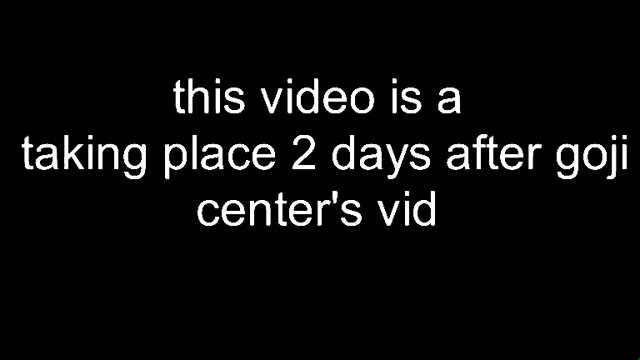 this video is a
taking place 2 days after goji
center's vid